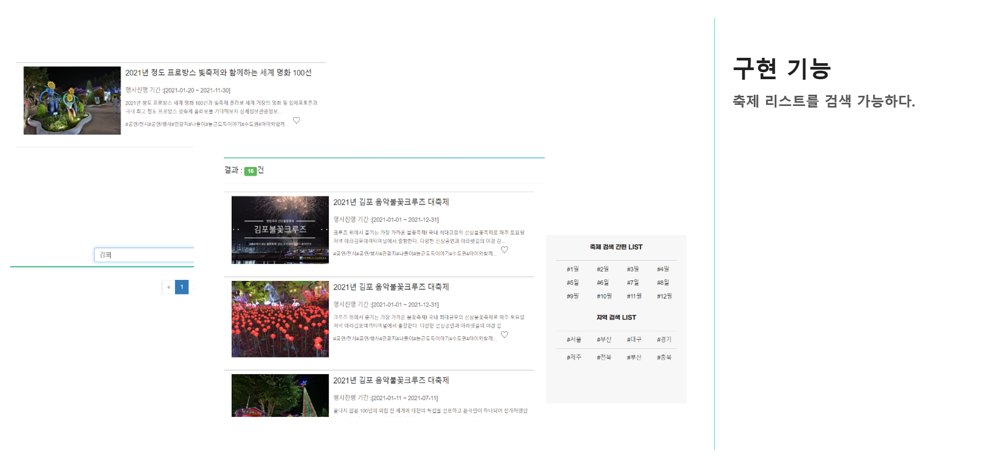 2021년 청도 프로방스 빛축제와 함께하는 세계 명화 100선
행사진행 기간 :[2021-01-20 ~ 2021-11-30]
2021년 청도 프로방스 세계 명화 100선과 빛축제 콜라보 세계 거장의 명화 및 입체포토존과
국내 최고 청도 프로방스 빛축제 콜라보를 기대해보자 상세정보관광정보...
#공연/전시#공연/행사#관광지#나들이#늙근도둑이야기#수도권#아이와함께...
김포
« 1
결과 : 16 건
김포불꽃크루즈
2021년 김포 음악불꽃크루즈 대축제
행사진행 기간 :[2021-01-01 ~ 2021-12-31]
크루즈 위에서 즐기는 가장 가까운 불꽃축제! 국내 최대규모의 선상불꽃축제로 매주 토요일
저녁 아라김포여객터미널에서 출항한다. 다양한 선상공연과 아라뱃길의 야경 감...
#공연/전시#공연/행사#관광지#나들이#늙근도둑이야기#수도권#아이와함께...
2021년 김포 음악불꽃크루즈 대축제
행사진행 기간 :[2021-01-01 ~ 2021-12-31]
크루즈 위에서 즐기는 가장 가까운 불꽃축제! 국내 최대규모의 선상불꽃축제로 매주 토요일
저녁 아라김포여객터미널에서 출항한다. 다양한 선상공연과 아라뱃길의 야경 감...
#공연/전시#공연/행사#관광지#나들이#늙근도둑이야기#수도권#아이와함께...
2021년 김포 음악불꽃크루즈 대축제
행사진행 기간 :[2021-01-11 ~ 2021-07-11]
끝나지 않은 100년의 외침 전 세계에 대한의 독립을 선포하고 온국민이 하나되어 전개하였던
축제 검색 간편 LIST
#1월 #2월 #3월 #4월
#5월 #6월 #7월 #8월
#9월 #10월 #11월 #12월
지역 검색 LIST
#서울 #부산 #대구 #경기
#제주 #전북 #부산 #충북
구현 기능
축제 리스트를 검색 가능하다.